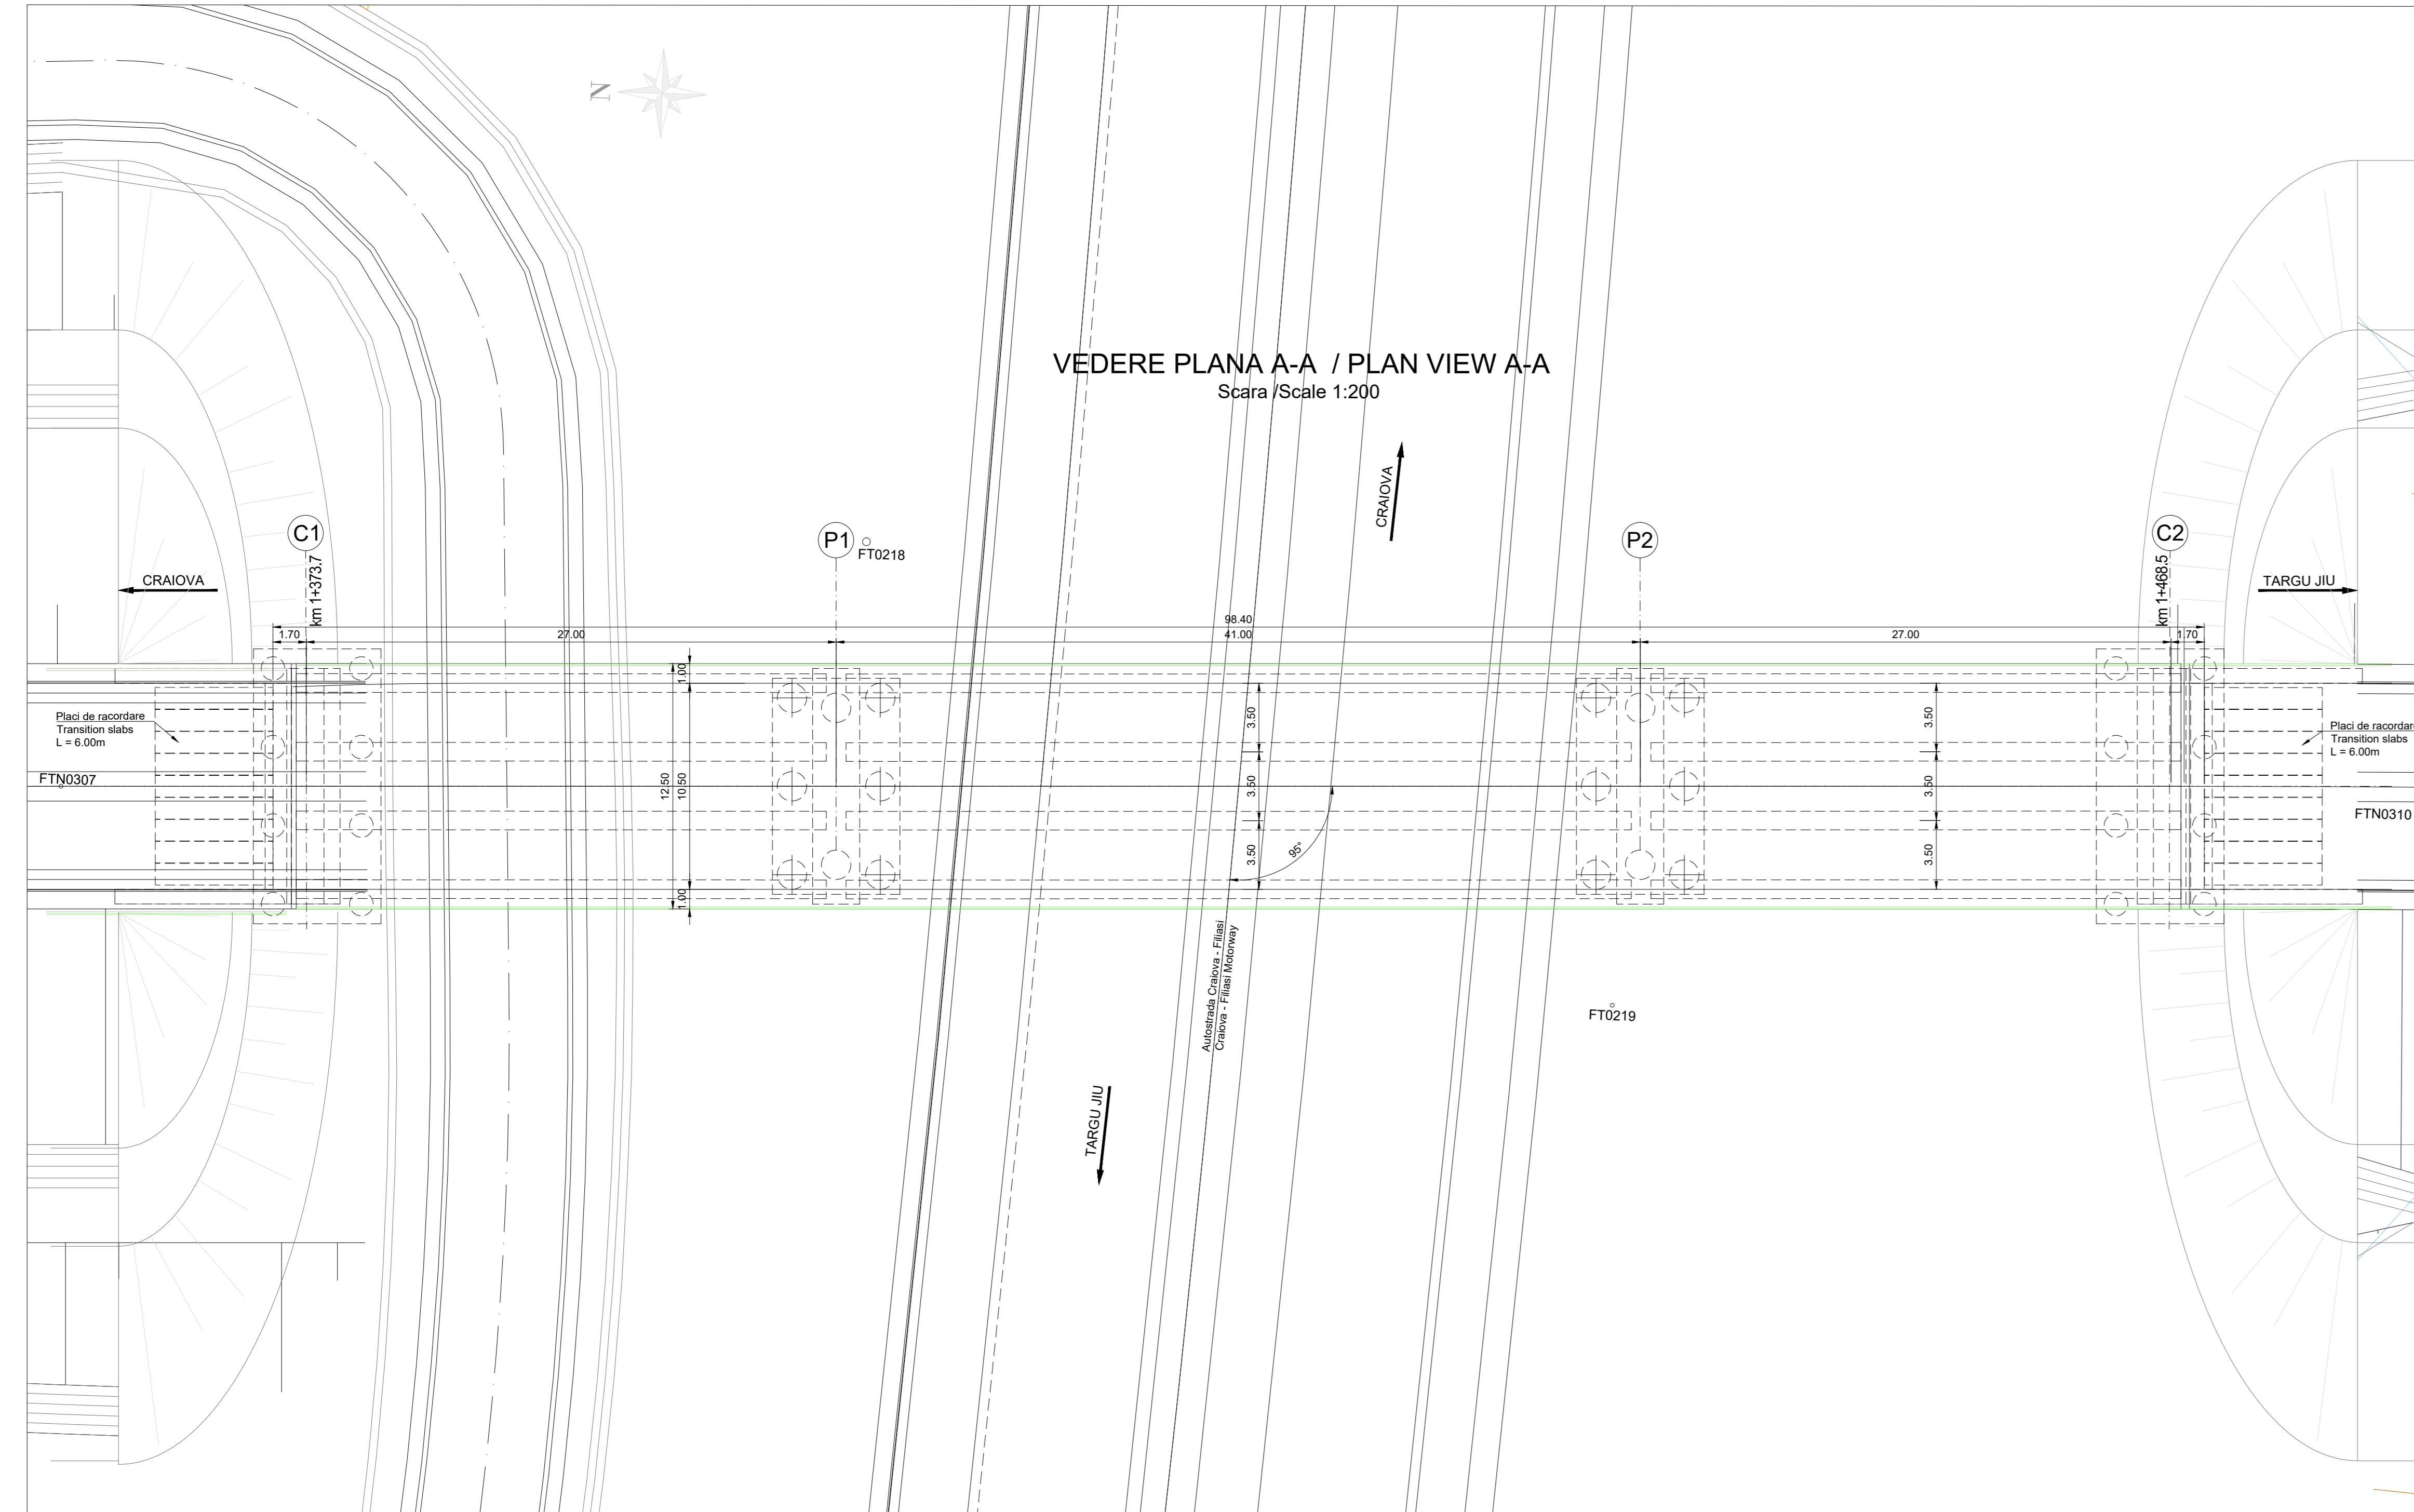 N
VEDERE PLANA A-A / PLAN VIEW A-A
Scara /Scale 1:200
CRAIOVA
C1
km 1+373.7
P1
FT0218
P2
C2
km 1+468.5
CRAIOVA
TARGU JIU
98.40
1.70
27.00
41.00
27.00
1.70
1.00
12.50
10.50
1.00
3.50
3.50
3.50
3.50
3.50
3.50
95°
Placi de racordare
Transition slabs
L = 6.00m
FTN0307
Placi de racordare
Transition slabs
L = 6.00m
FTN0310
Autostrada Craiova - Filiasi
Craiova - Filiasi Motorway
FT0219
TARGU JIU